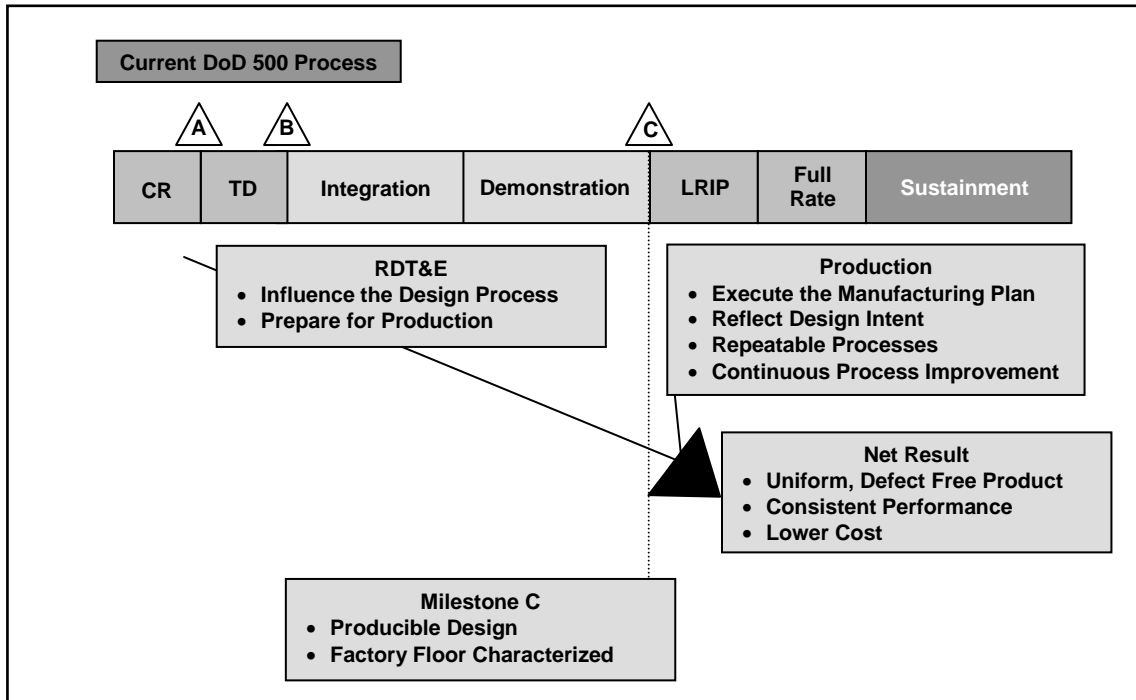 Current DoD 500 Process
A
B
C
CR
TD
Integration
Demonstration
LRIP
Full
Rate
Sustainment
RDT&E
• Influence the Design Process
• Prepare for Production
Production
• Execute the Manufacturing Plan
• Reflect Design Intent
• Repeatable Processes
• Continuous Process Improvement
Net Result
• Uniform, Defect Free Product
• Consistent Performance
• Lower Cost
Milestone C
• Producible Design
• Factory Floor Characterized